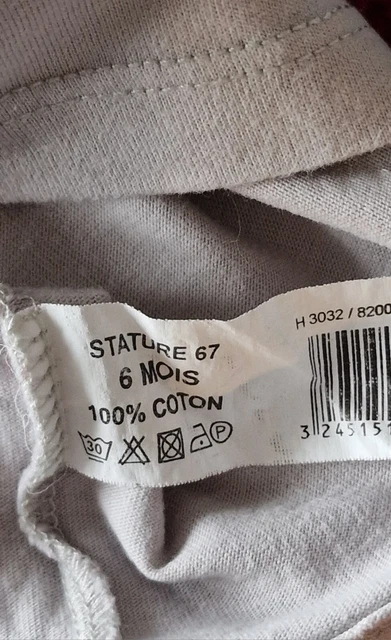 STATURE 67
6 MOIS
100% COTON
30 P
H 3032 / 8200
3 245151